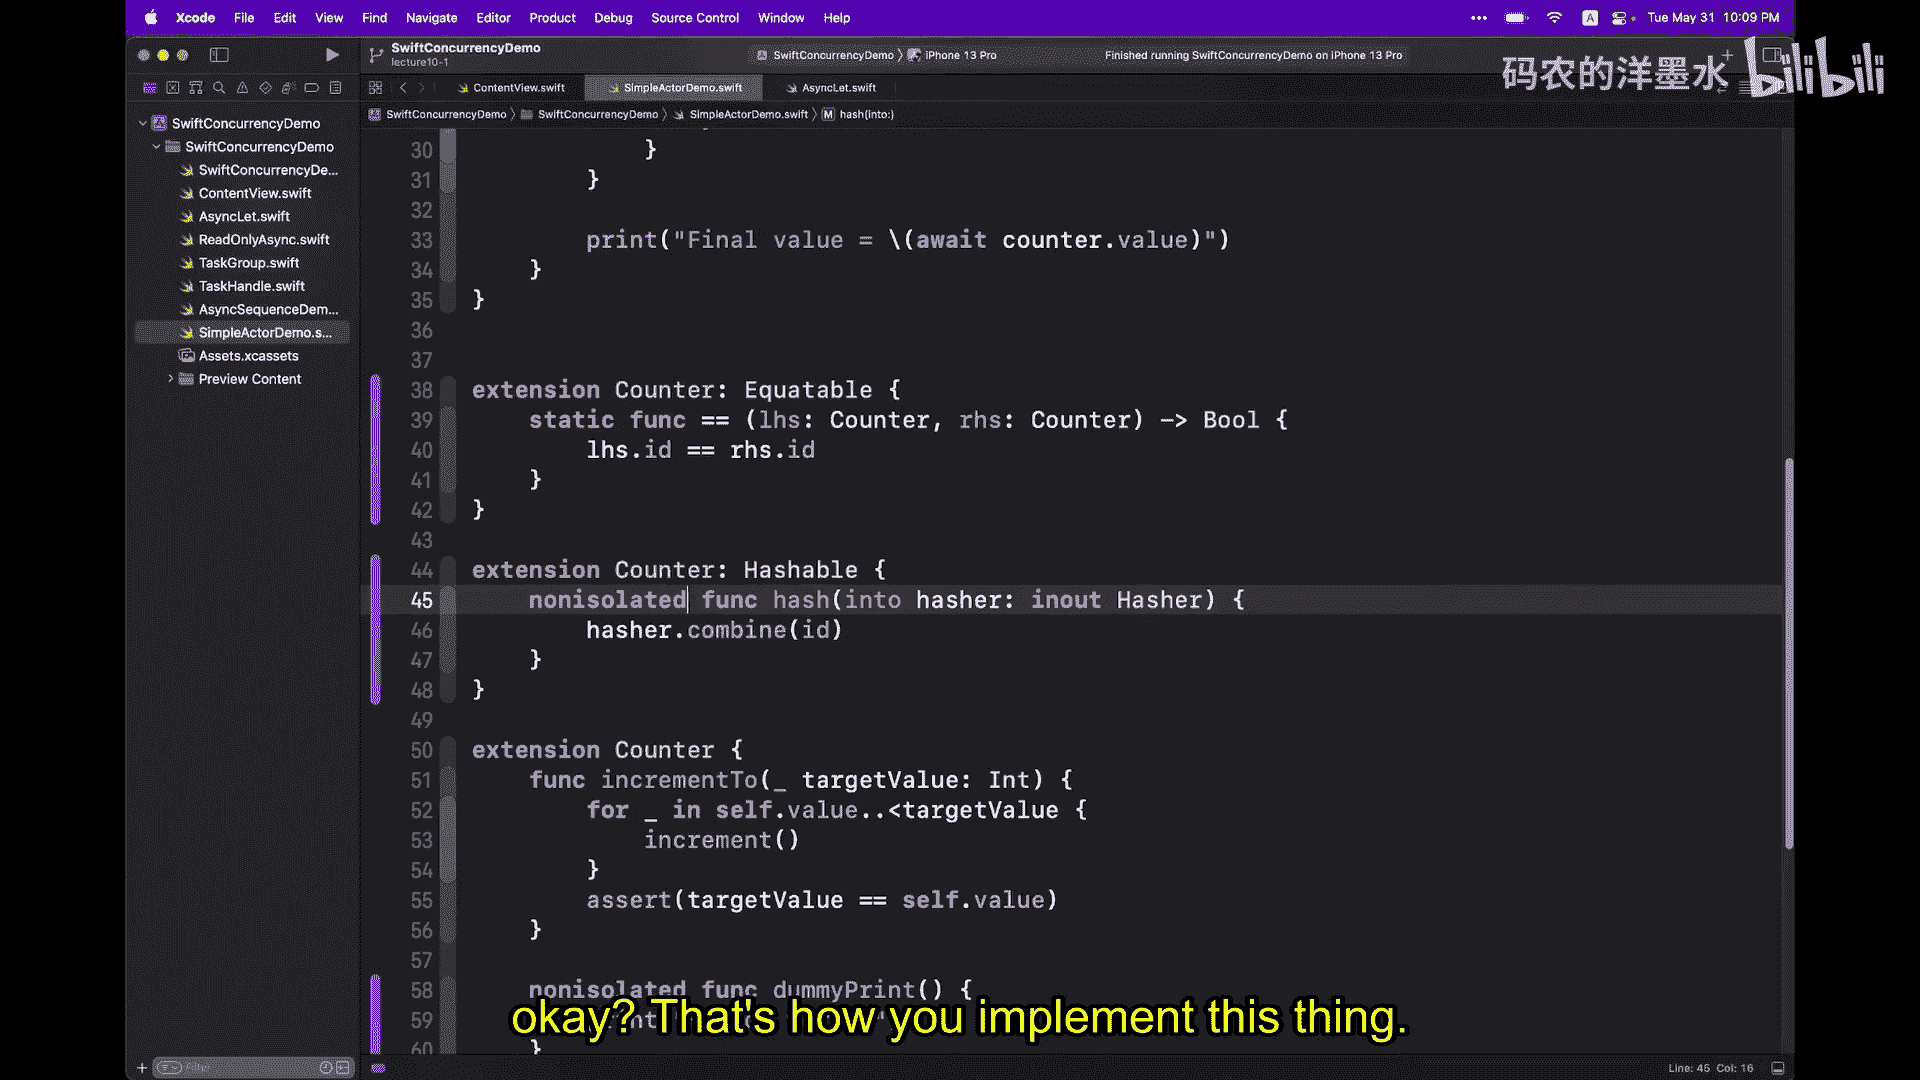 Xcode File Edit View Find Navigate Editor Product Debug Source Control Window Help A Tue May 31 10:09 PM
SwiftConcurrencyDemo
lecture10-1
SwiftConcurrencyDemo 〉 iPhone 13 Pro
Finished running SwiftConcurrencyDemo on iPhone 13 Pro
码农的洋墨水 bilibili
ContentView.swift SimpleActorDemo.swift AsyncLet.swift
SwiftConcurrencyDemo 〉 SwiftConcurrencyDemo 〉 SimpleActorDemo.swift 〉 M hash(into:)
SwiftConcurrencyDemo
SwiftConcurrencyDemo
SwiftConcurrencyDe...
ContentView.swift
AsyncLet.swift
ReadOnlyAsync.swift
TaskGroup.swift
TaskHandle.swift
AsyncSequenceDem...
SimpleActorDemo.s...
Assets.xcassets
Preview Content
30 }
31 }
32
33 print("Final value = \(await counter.value)")
34 }
35 }
36
37
38 extension Counter: Equatable {
39 static func == (lhs: Counter, rhs: Counter) -> Bool {
40 lhs.id == rhs.id
41 }
42 }
43
44 extension Counter: Hashable {
45 nonisolated func hash(into hasher: inout Hasher) {
46 hasher.combine(id)
47 }
48 }
49
50 extension Counter {
51 func incrementTo(_ targetValue: Int) {
52 for _ in self.value..<targetValue {
53 increment()
54 }
55 assert(targetValue == self.value)
56 }
57
58 nonisolated func dummyPrint() {
59
60 }
okay? That's how you implement this thing.
Filter
Line: 45 Col: 16